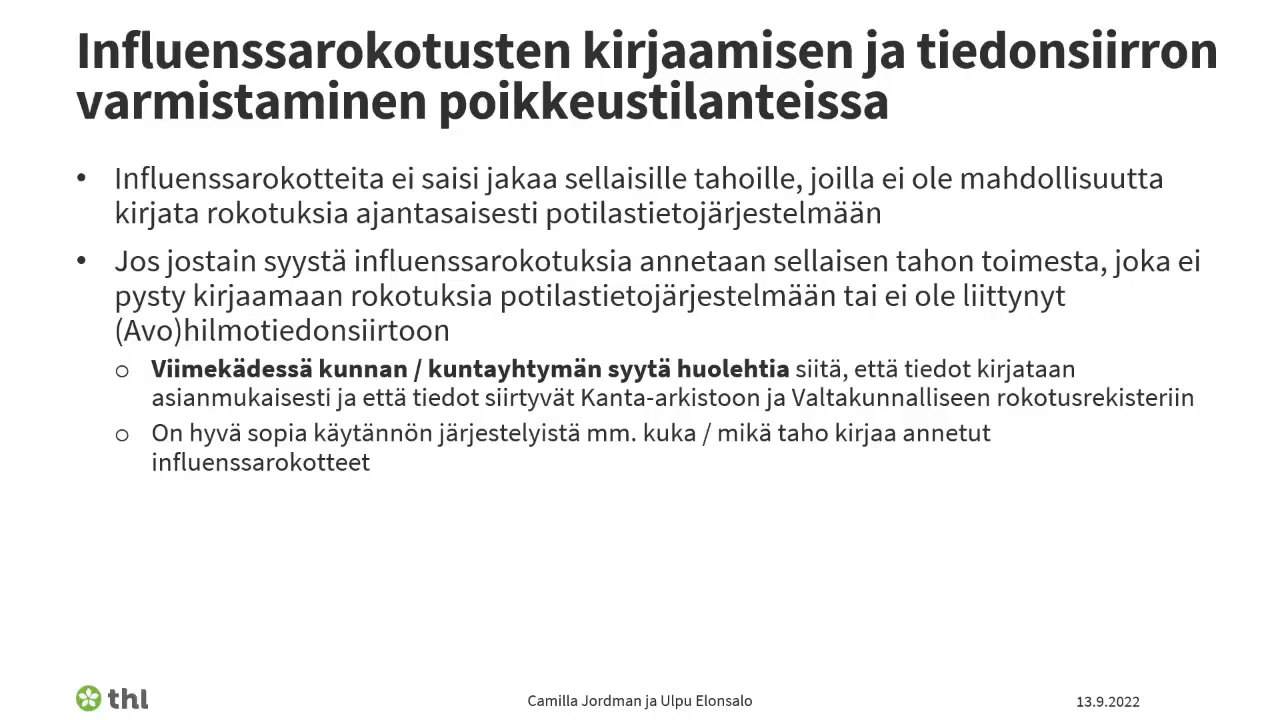 Influenssarokotusten kirjaamisen ja tiedonsiirron
varmistaminen poikkeustilanteissa
• Influenssarokotteita ei saisi jakaa sellaisille tahoille, joilla ei ole mahdollisuutta
kirjata rokotuksia ajantasaisesti potilastietojärjestelmään
• Jos jostain syystä influenssarokotuksia annetaan sellaisen tahon toimesta, joka ei
pysty kirjaamaan rokotuksia potilastietojärjestelmään tai ei ole liittynyt
(Avo)hilmotiedonsiirtoon
o Viimekädessä kunnan / kuntayhtymän syytä huolehtia siitä, että tiedot kirjataan
asianmukaisesti ja että tiedot siirtyvät Kanta-arkistoon ja Valtakunnalliseen rokotusrekisteriin
o On hyvä sopia käytännön järjestelyistä mm. kuka / mikä taho kirjaa annetut
influenssarokotteet
thl
Camilla Jordman ja Ulpu Elonsalo
13.9.2022